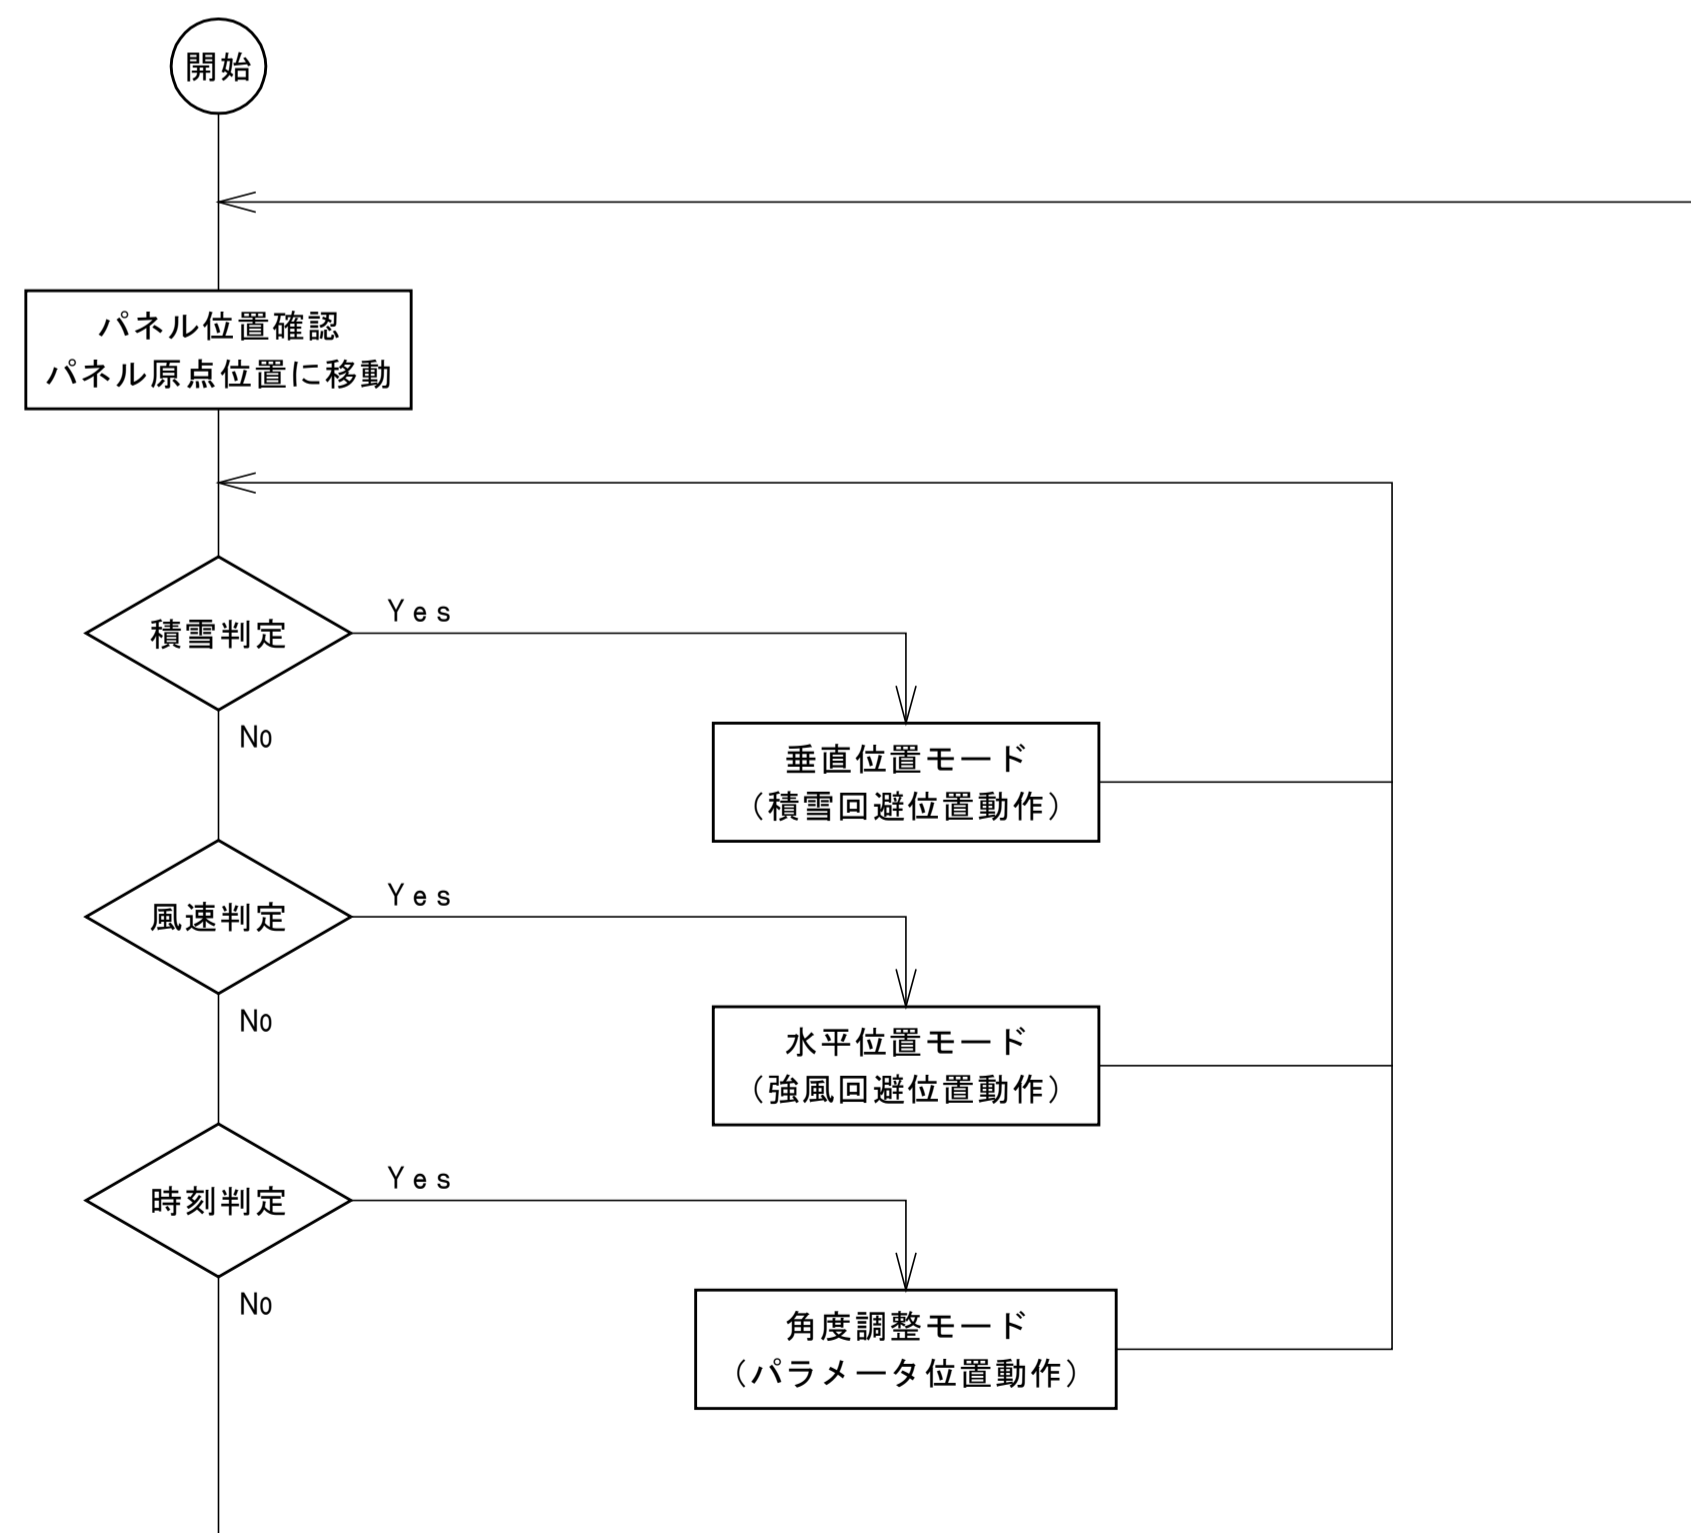 開始
パネル位置確認
パネル原点位置に移動
積雪判定
Yes
No
垂直位置モード
（積雪回避位置動作）
風速判定
Yes
No
水平位置モード
（強風回避位置動作）
時刻判定
Yes
No
角度調整モード
（パラメータ位置動作）